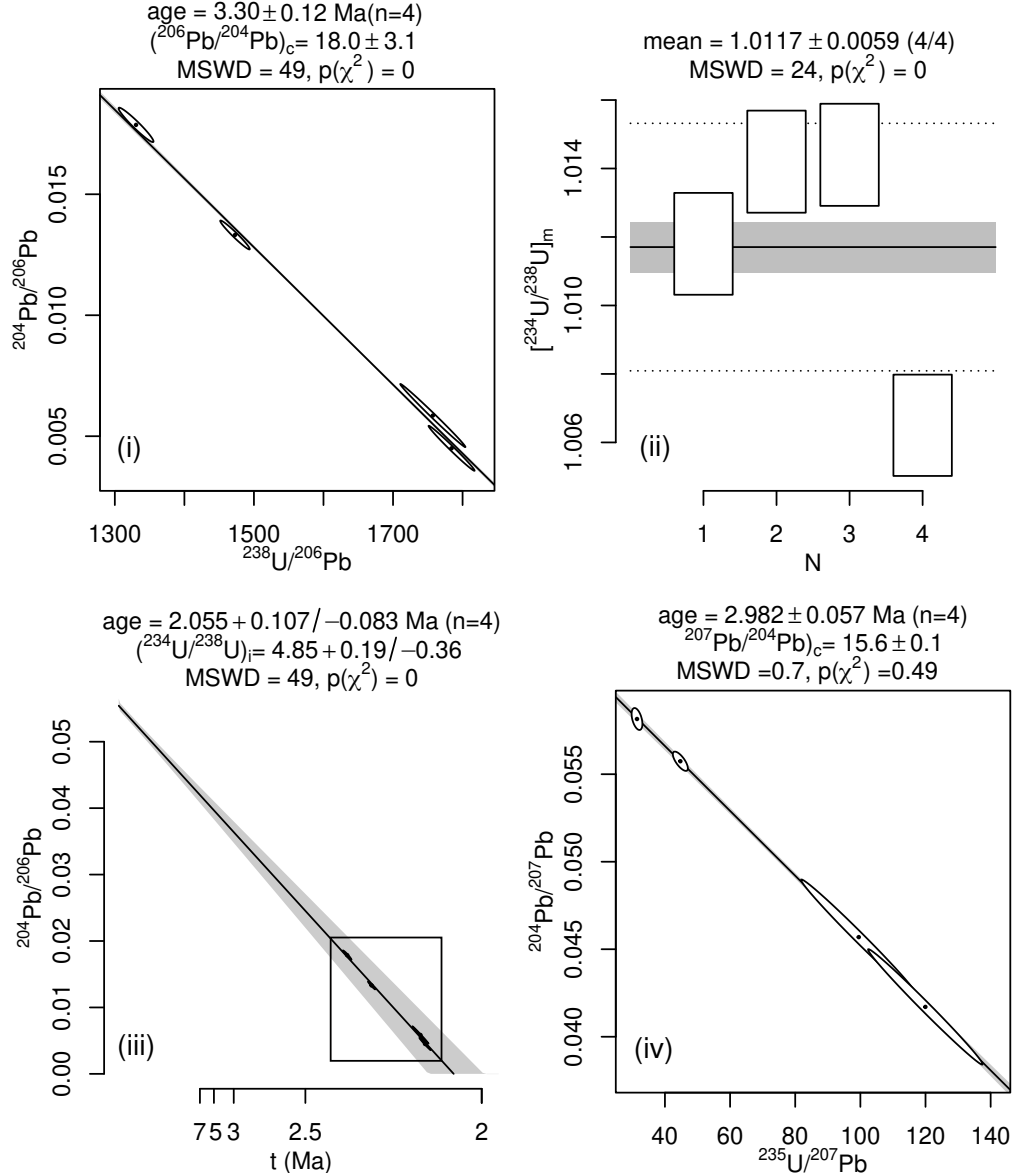 age = 3.30 ± 0.12 Ma(n=4)
(²⁰⁶Pb/²⁰⁴Pb)c= 18.0 ± 3.1
MSWD = 49, p(χ²) = 0
²⁰⁴Pb/²⁰⁶Pb
0.005 0.010 0.015
(i)
1300 1500 1700
²³⁸U/²⁰⁶Pb
mean = 1.0117 ± 0.0059 (4/4)
MSWD = 24, p(χ²) = 0
[²³⁴U/²³⁸U]m
1.006 1.010 1.014
(ii)
1 2 3 4
N
age = 2.055 + 0.107/−0.083 Ma (n=4)
(²³⁴U/²³⁸U)i= 4.85 + 0.19/−0.36
MSWD = 49, p(χ²) = 0
²⁰⁴Pb/²⁰⁶Pb
0.00 0.01 0.02 0.03 0.04 0.05
(iii)
7 5 3 2.5 2
t (Ma)
age = 2.982 ± 0.057 Ma (n=4)
²⁰⁷Pb/²⁰⁴Pb)c= 15.6 ± 0.1
MSWD =0.7, p(χ²) =0.49
²⁰⁴Pb/²⁰⁷Pb
0.040 0.045 0.050 0.055
(iv)
40 60 80 100 120 140
²³⁵U/²⁰⁷Pb